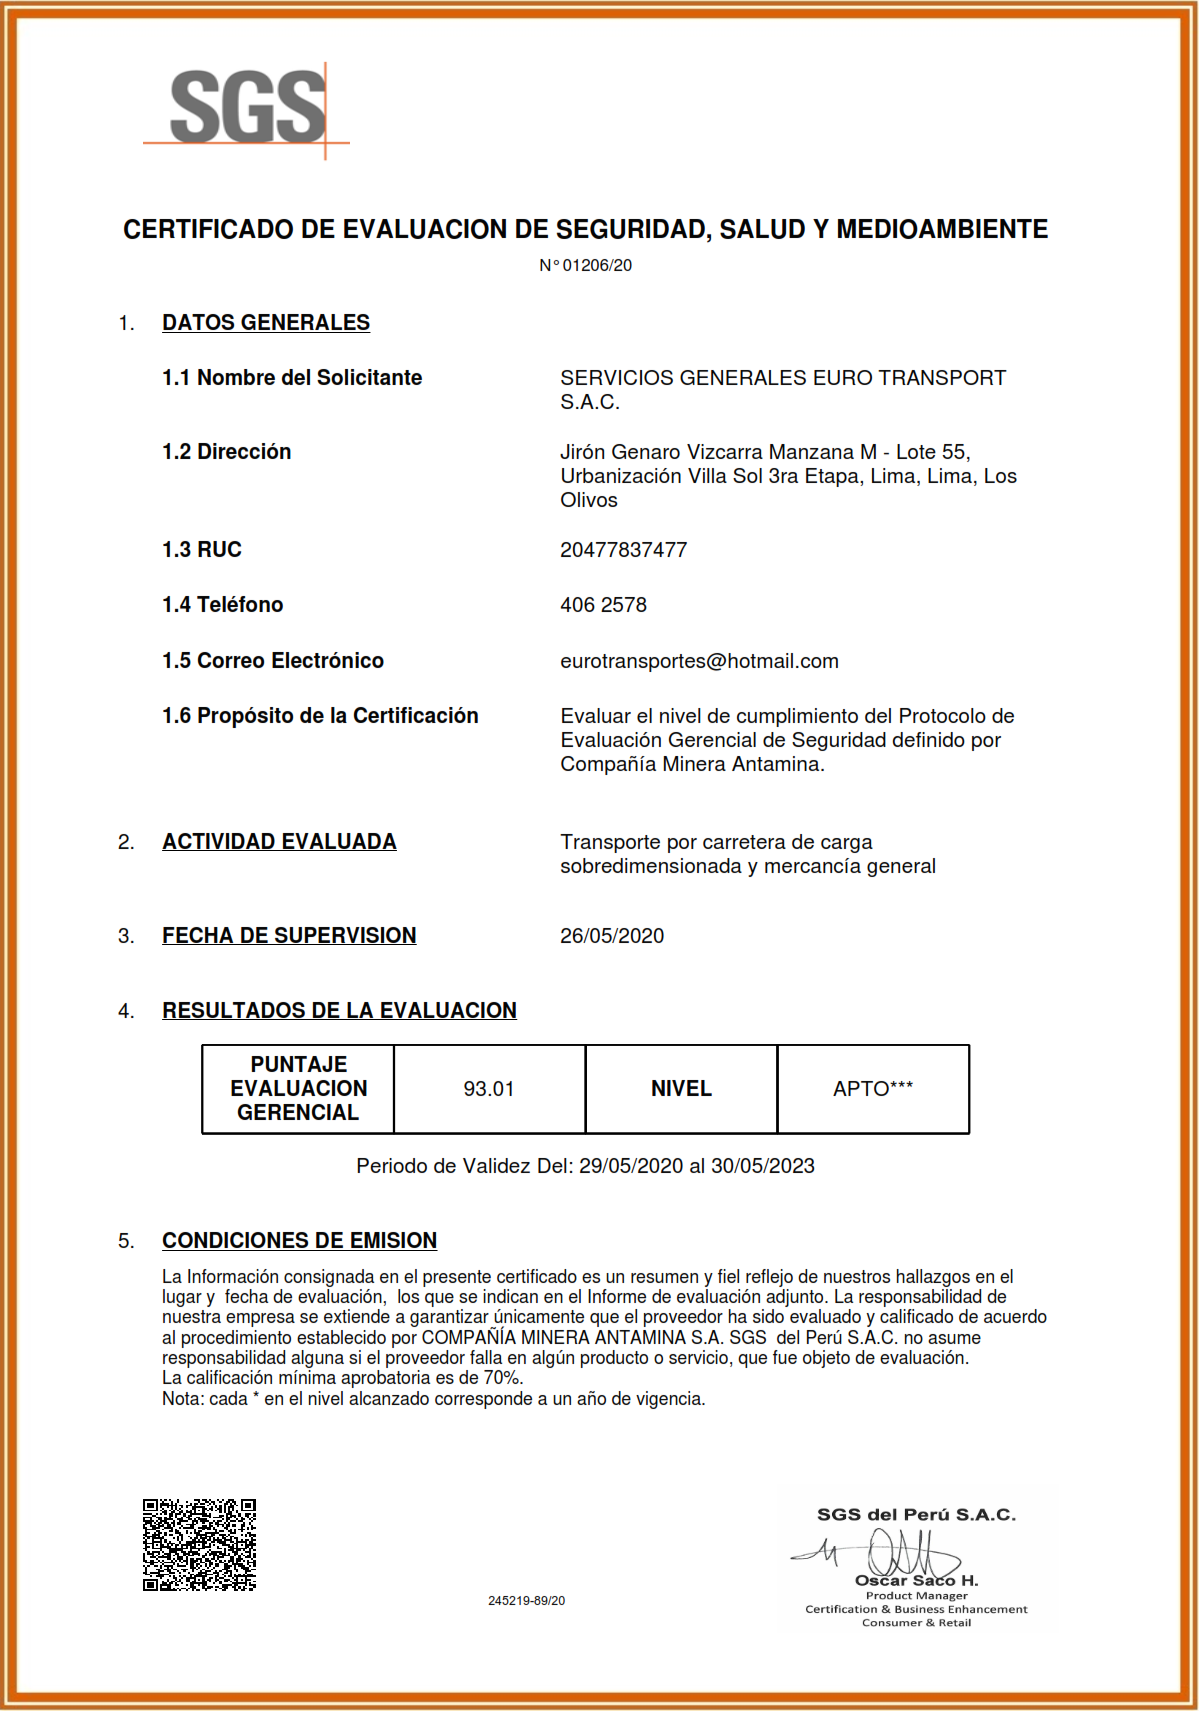 SGS
CERTIFICADO DE EVALUACION DE SEGURIDAD, SALUD Y MEDIOAMBIENTE
N° 01206/20
1. DATOS GENERALES
1.1 Nombre del Solicitante SERVICIOS GENERALES EURO TRANSPORT
S.A.C.
1.2 Dirección Jirón Genaro Vizcarra Manzana M - Lote 55,
Urbanización Villa Sol 3ra Etapa, Lima, Lima, Los
Olivos
1.3 RUC 20477837477
1.4 Teléfono 406 2578
1.5 Correo Electrónico eurotransportes@hotmail.com
1.6 Propósito de la Certificación Evaluar el nivel de cumplimiento del Protocolo de
Evaluación Gerencial de Seguridad definido por
Compañía Minera Antamina.
2. ACTIVIDAD EVALUADA Transporte por carretera de carga
sobredimensionada y mercancía general
3. FECHA DE SUPERVISION 26/05/2020
4. RESULTADOS DE LA EVALUACION
PUNTAJE
EVALUACION
GERENCIAL
93.01
NIVEL
APTO***
Periodo de Validez Del: 29/05/2020 al 30/05/2023
5. CONDICIONES DE EMISION
La Información consignada en el presente certificado es un resumen y fiel reflejo de nuestros hallazgos en el
lugar y fecha de evaluación, los que se indican en el Informe de evaluación adjunto. La responsabilidad de
nuestra empresa se extiende a garantizar únicamente que el proveedor ha sido evaluado y calificado de acuerdo
al procedimiento establecido por COMPAÑÍA MINERA ANTAMINA S.A. SGS del Perú S.A.C. no asume
responsabilidad alguna si el proveedor falla en algún producto o servicio, que fue objeto de evaluación.
La calificación mínima aprobatoria es de 70%.
Nota: cada * en el nivel alcanzado corresponde a un año de vigencia.
SGS del Perú S.A.C.
Oscar Saco H.
Product Manager
Certification & Business Enhancement
Consumer & Retail
245219-89/20